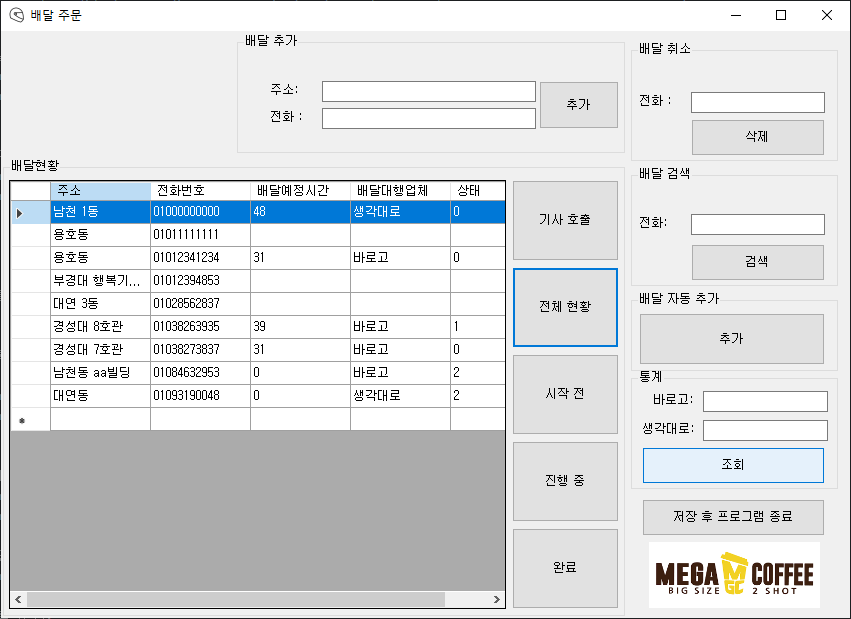 배달 주문
배달 추가
주소:
전화 :
추가
배달 취소
전화 :
삭제
배달현황
주소 전화번호 배달예정시간 배달대행업체 상태
남천 1동 01000000000 48 생각대로 0
용호동 01011111111
용호동 01012341234 31 바로고 0
부경대 행복기... 01012394853
대연 3동 01028562837
경성대 8호관 01038263935 39 바로고 1
경성대 7호관 01038273837 31 바로고 0
남천동 aa빌딩 01084632953 0 바로고 2
대연동 01093190048 0 생각대로 2
기사 호출
전체 현황
시작 전
진행 중
완료
배달 검색
전화:
검색
배달 자동 추가
추가
통계
바로고:
생각대로:
조회
저장 후 프로그램 종료
MEGA MGC COFFEE
BIG SIZE 2 SHOT